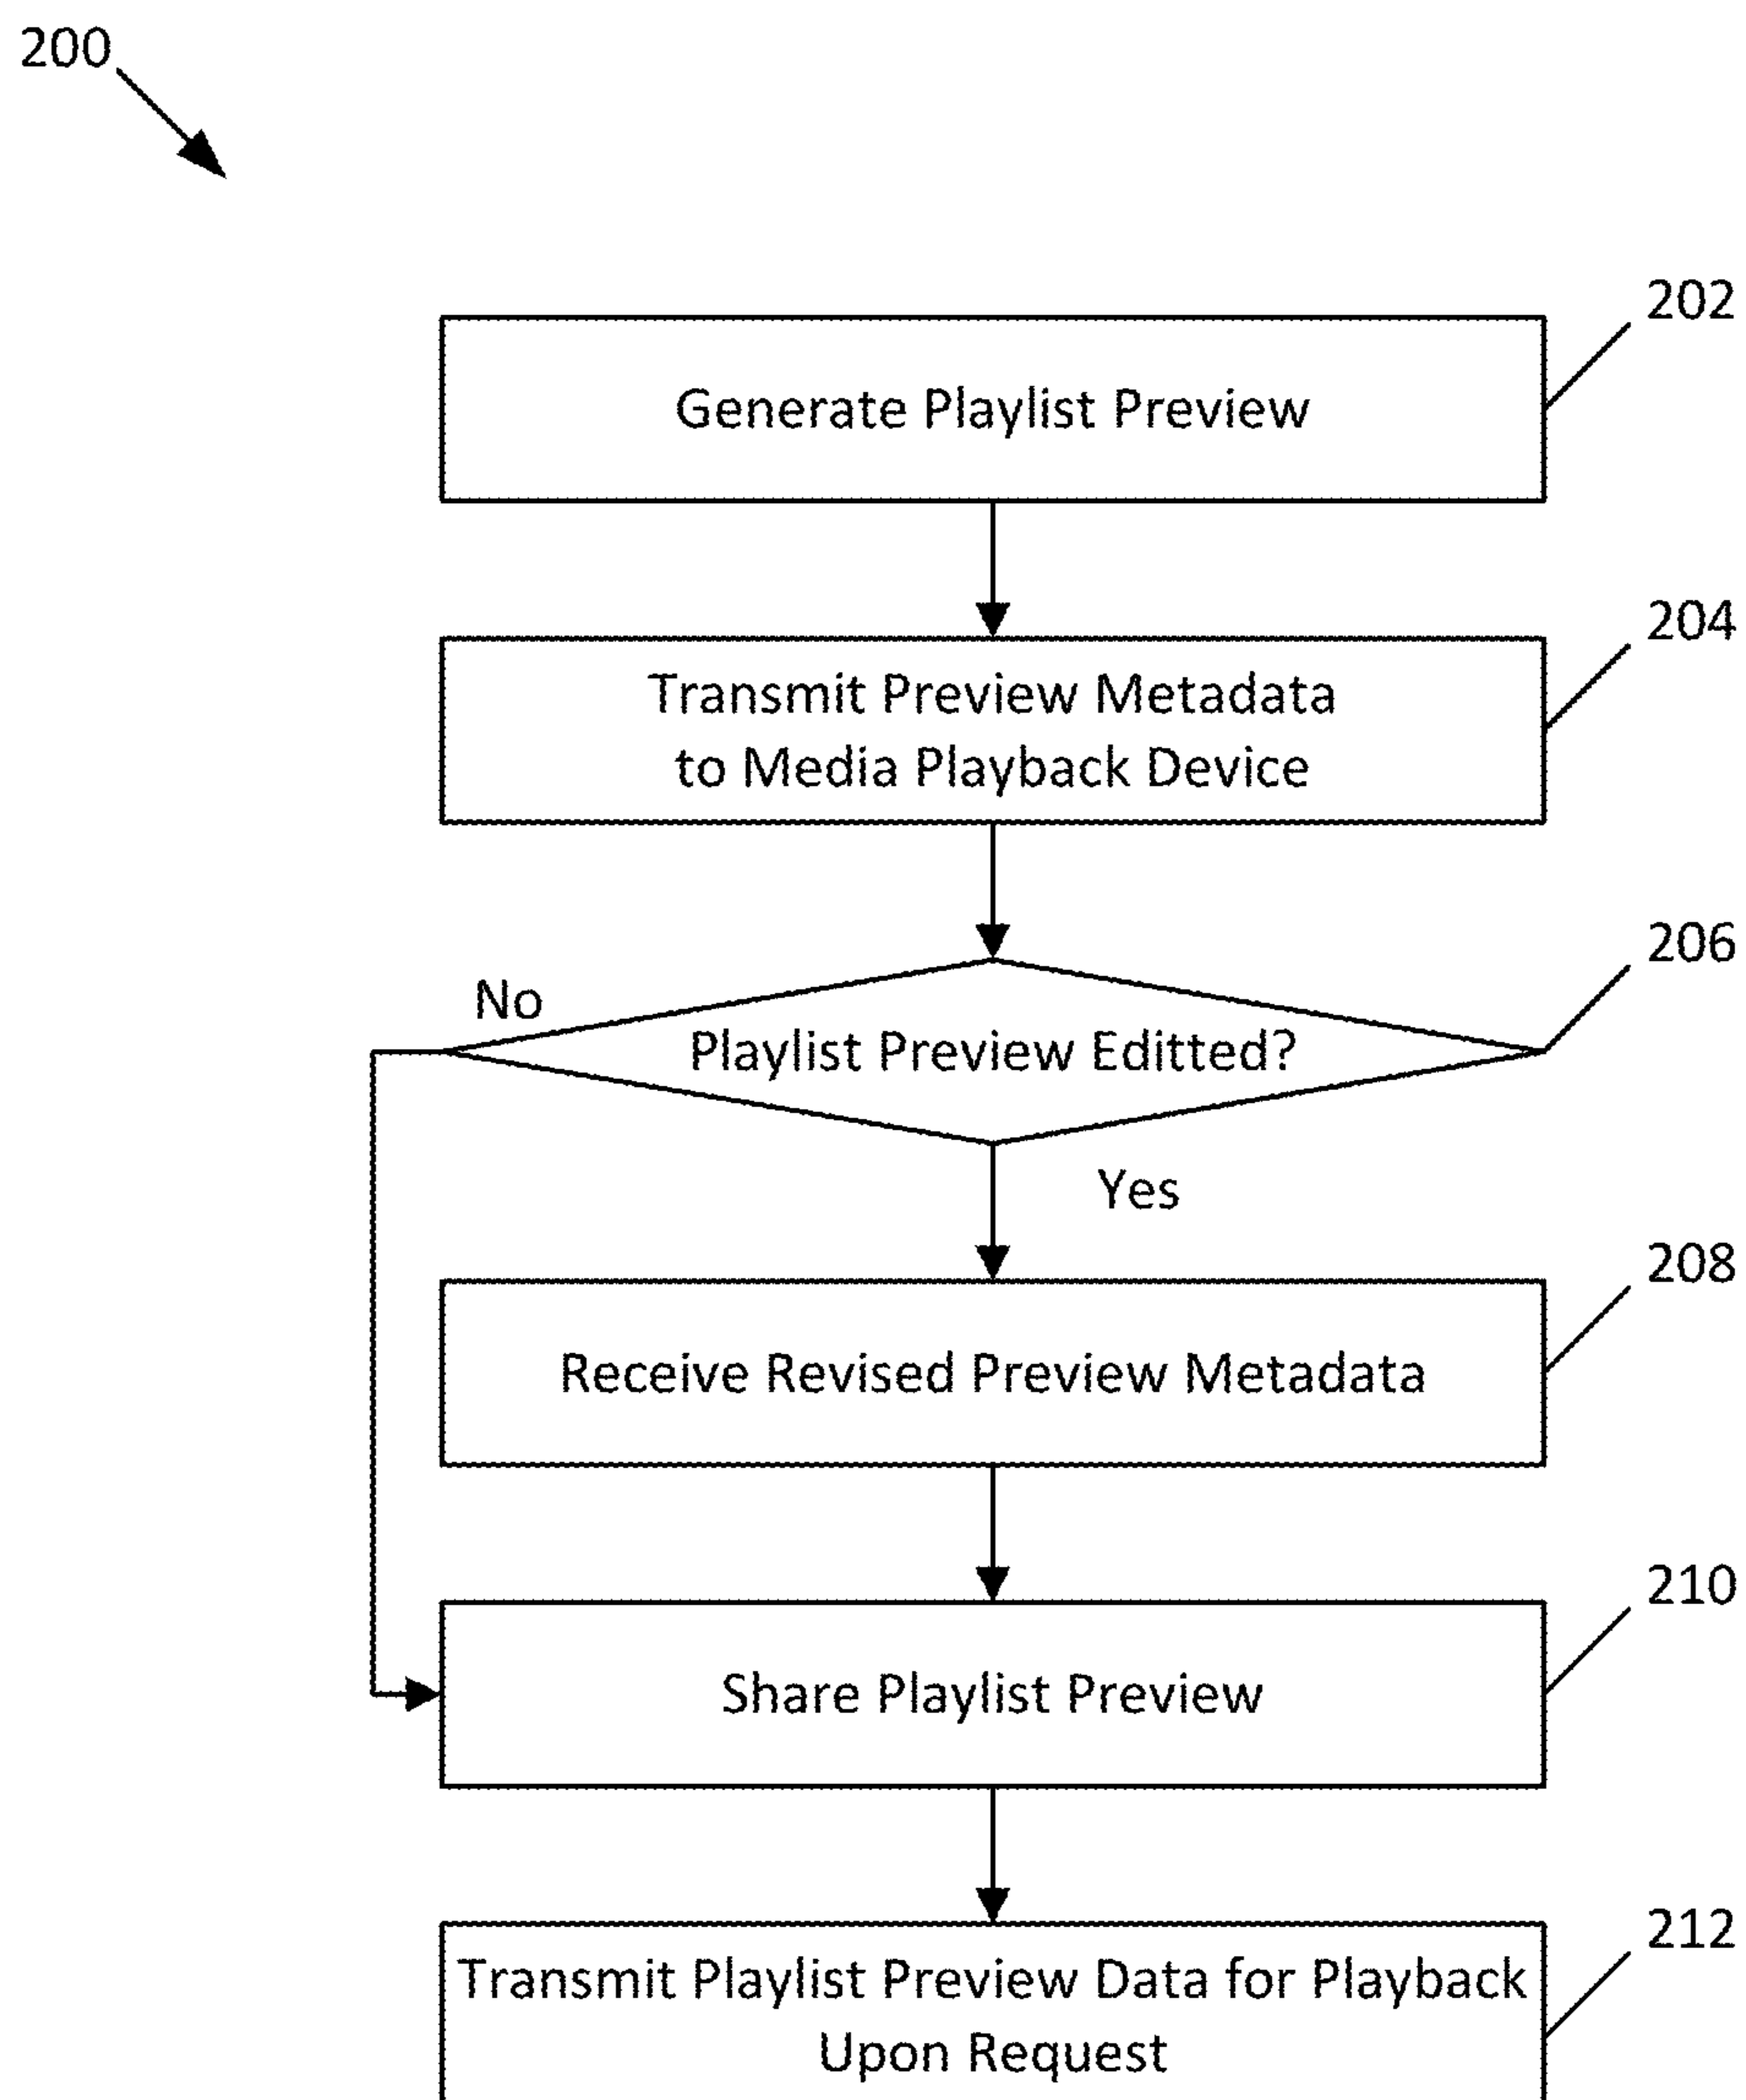 200
202
Generate Playlist Preview
204
Transmit Preview Metadata
to Media Playback Device
206
No
Playlist Preview Editted?
Yes
208
Receive Revised Preview Metadata
210
Share Playlist Preview
212
Transmit Playlist Preview Data for Playback
Upon Request